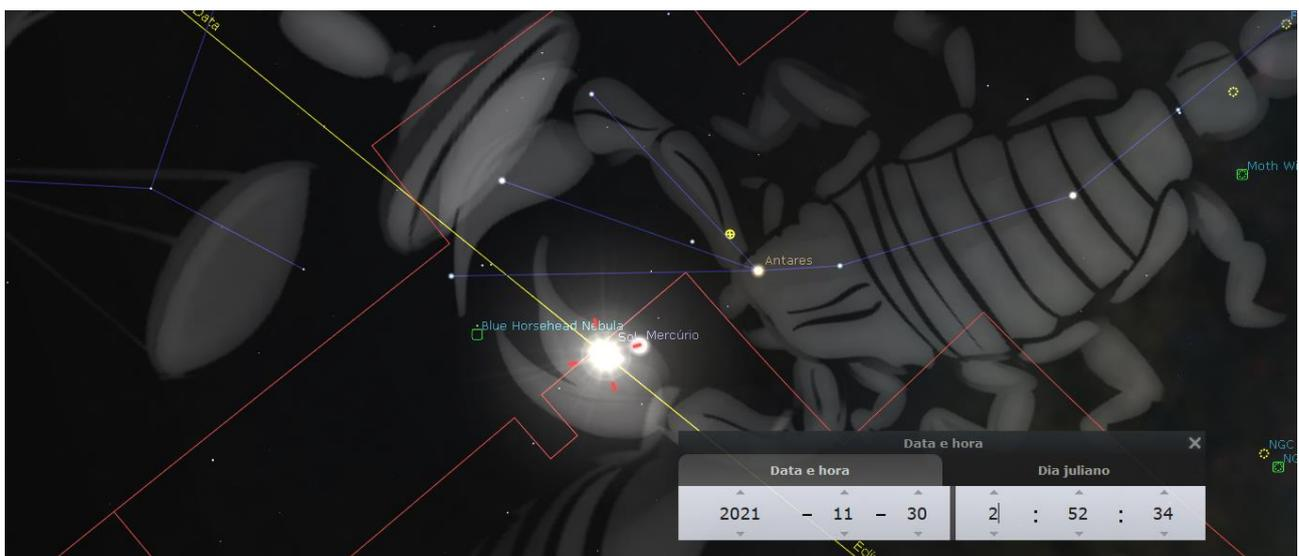 Data
Antares
Moth Wi
Blue Horsehead Nebula
Sol
Mercúrio
Data e hora
Data e hora
Dia juliano
2021 – 11 – 30
2 : 52 : 34
NGC
Eclí